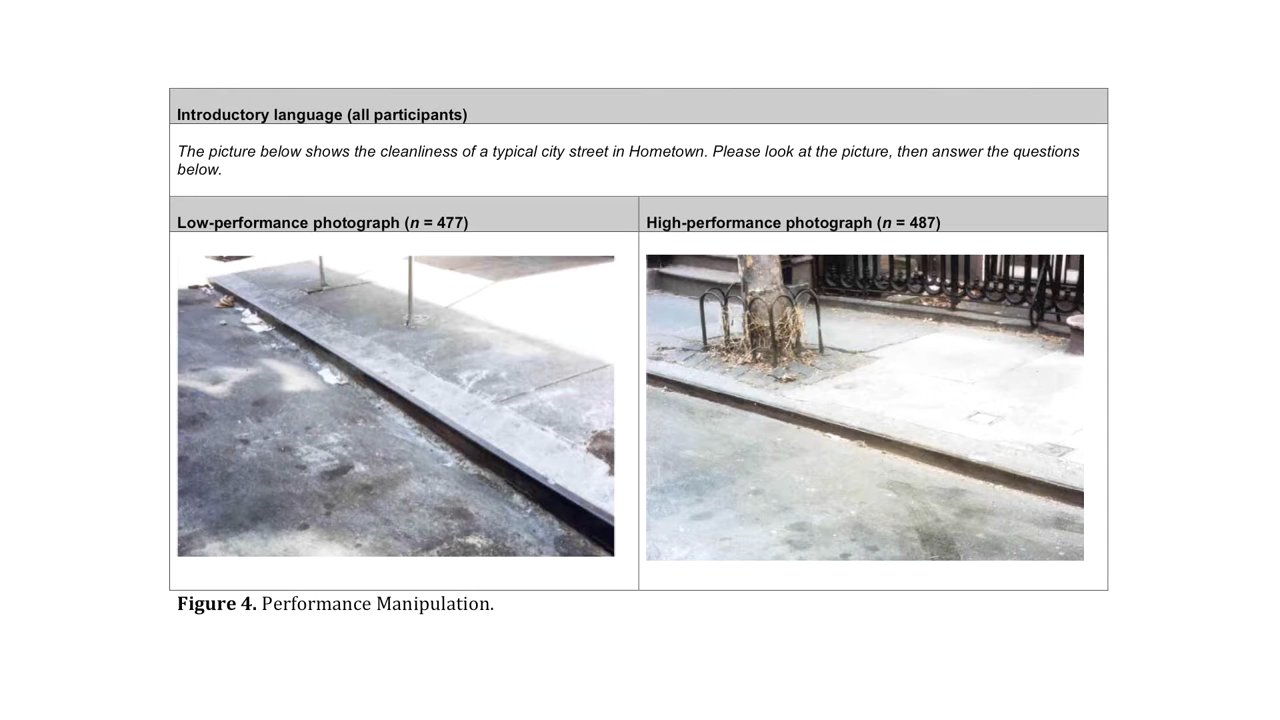 Introductory language (all participants)
The picture below shows the cleanliness of a typical city street in Hometown. Please look at the picture, then answer the questions
below.
Low-performance photograph (n = 477)
High-performance photograph (n = 487)
Figure 4. Performance Manipulation.